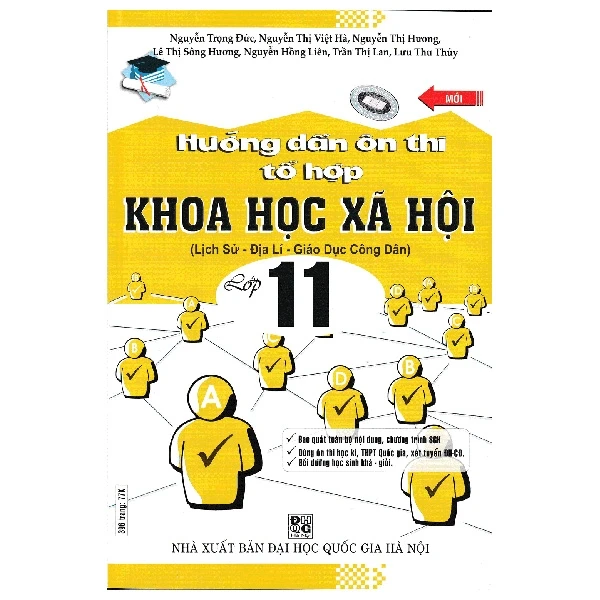 Nguyễn Trọng Đức, Nguyễn Thị Việt Hà, Nguyễn Thị Hương,
Lê Thị Sông Hương, Nguyễn Hồng Liên, Trần Thị Lan, Lưu Thu Thủy
MỚI
Hướng dẫn ôn thi
tổ hợp
KHOA HỌC XÃ HỘI
(Lịch Sử - Địa Lí - Giáo Dục Công Dân)
Lớp 11
A
D
C
B
B
D
A
Bao quát toàn bộ nội dung, chương trình SGK
Dùng ôn thi học kì, THPT Quốc gia, xét tuyển ĐH-CĐ.
Bồi dưỡng học sinh khá - giỏi.
NHÀ XUẤT BẢN ĐẠI HỌC QUỐC GIA HÀ NỘI